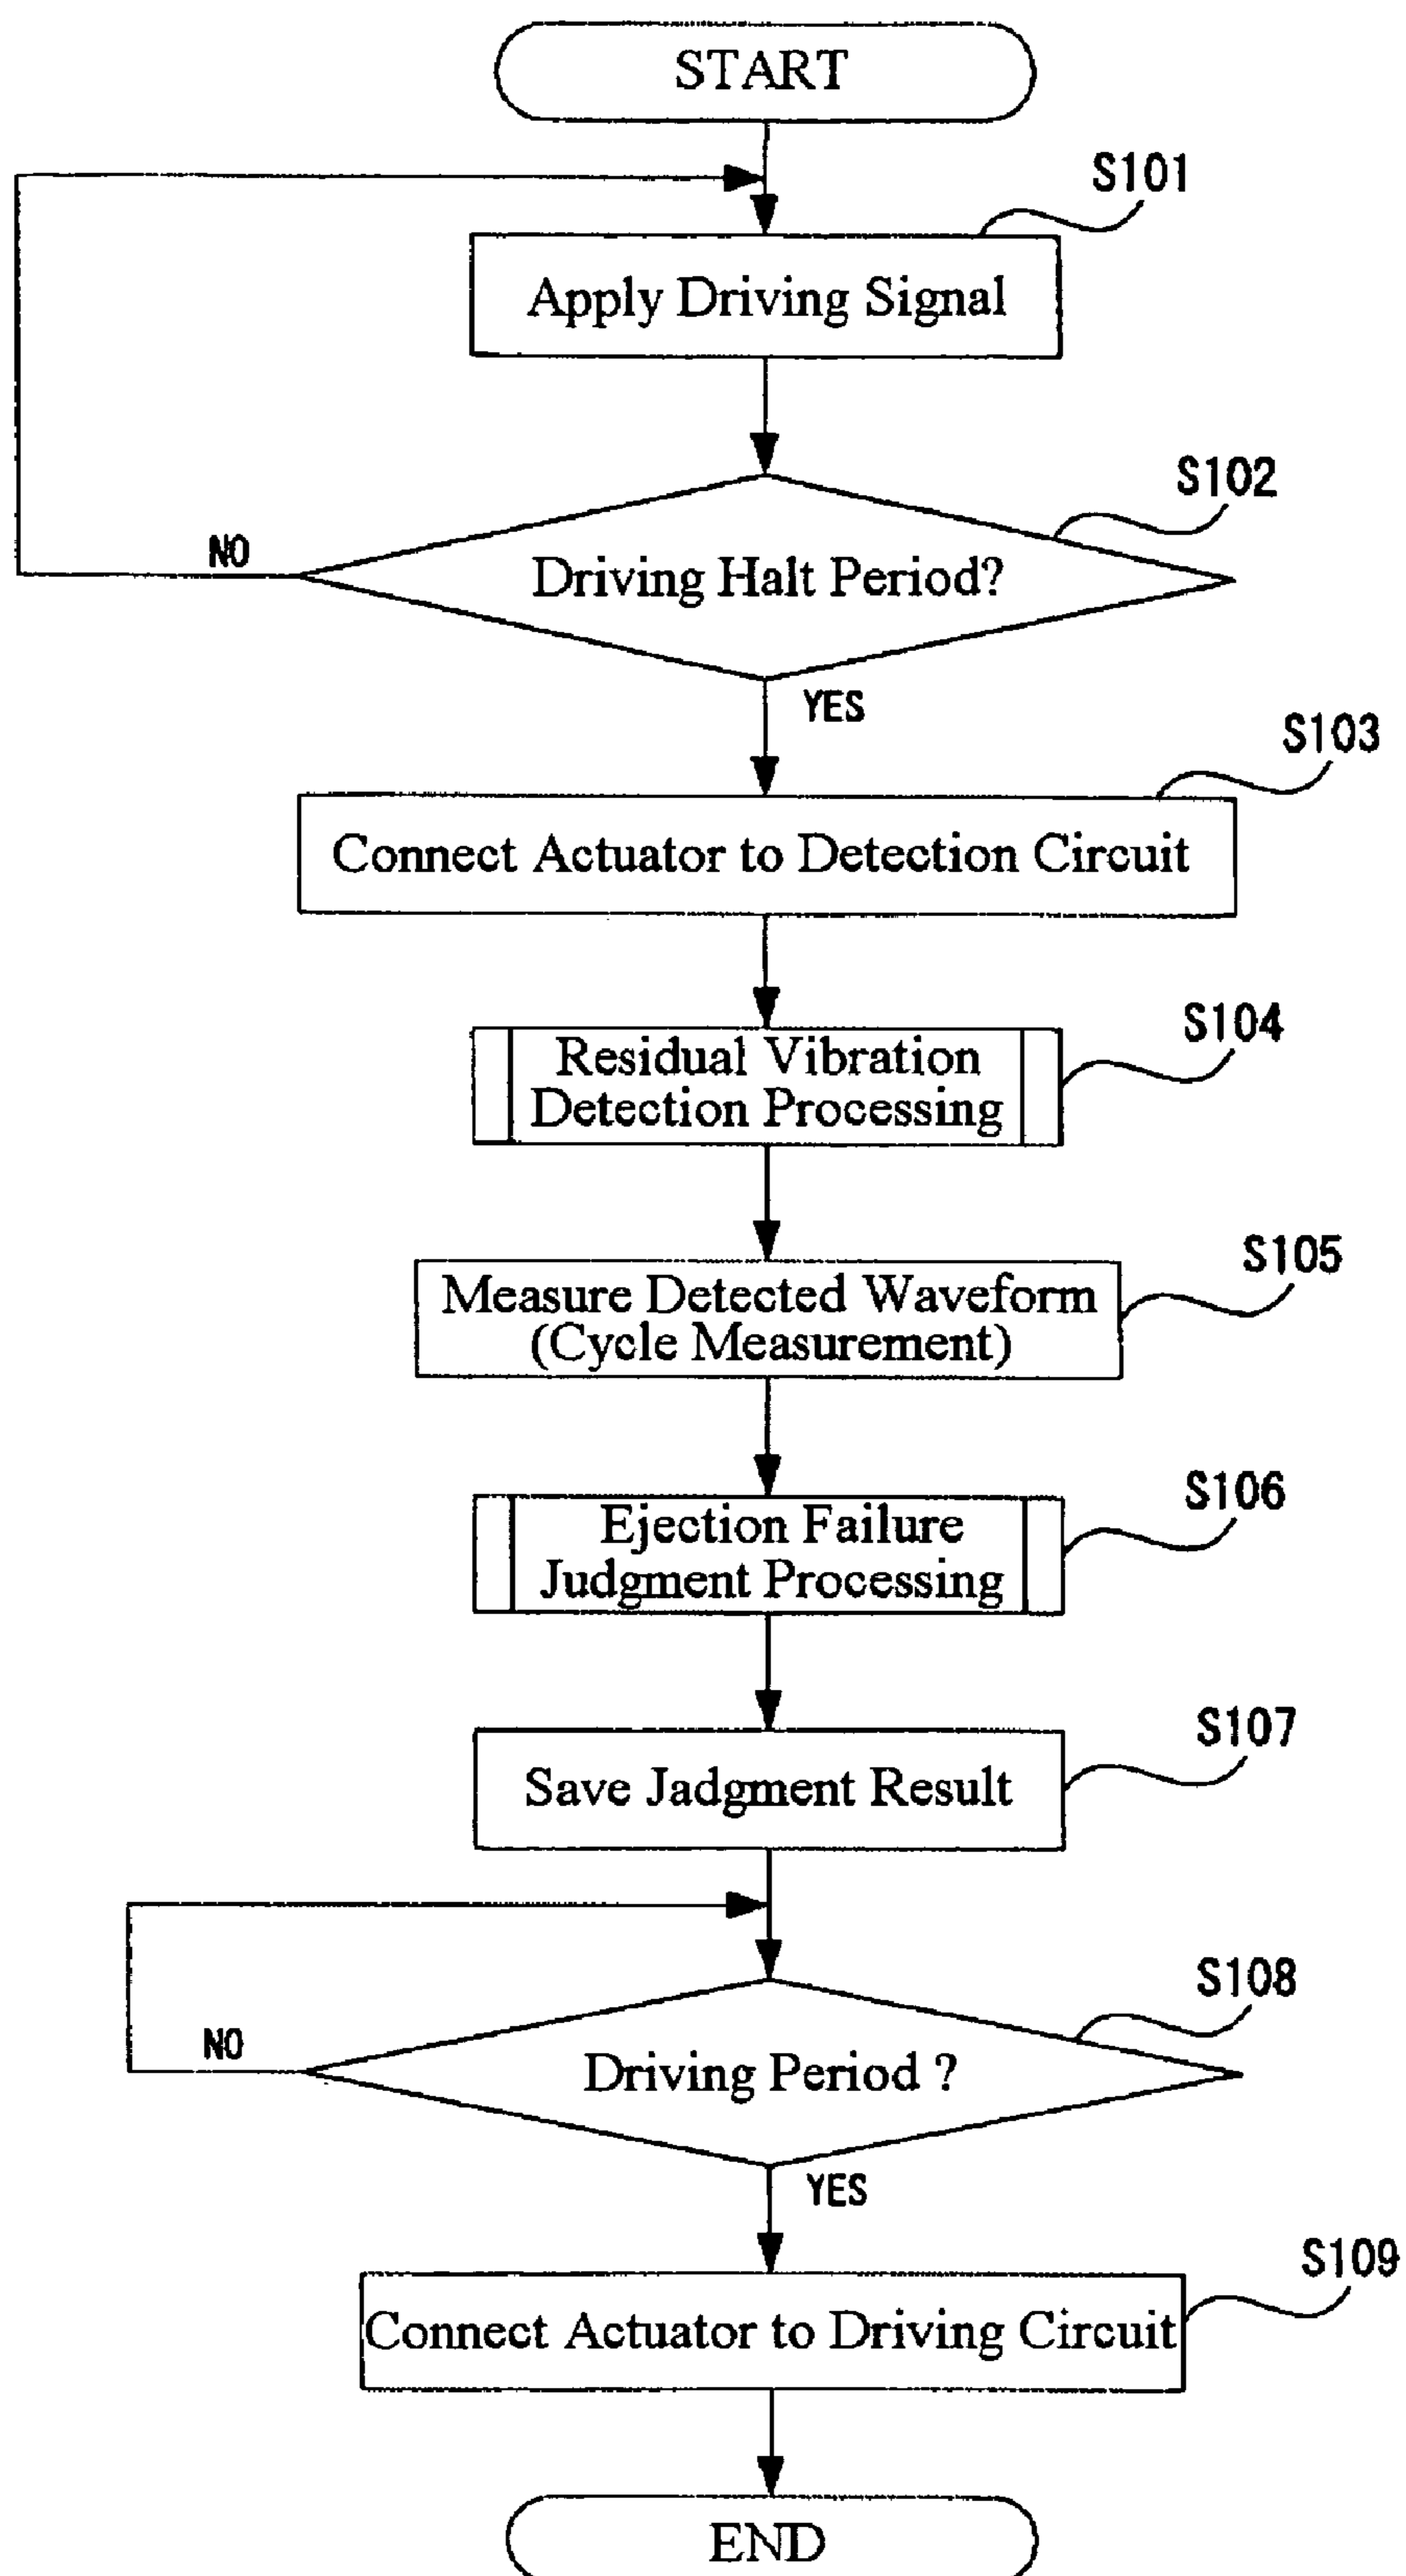 START
S101
Apply Driving Signal
S102
Driving Halt Period?
NO
YES
S103
Connect Actuator to Detection Circuit
S104
Residual Vibration
Detection Processing
S105
Measure Detected Waveform
(Cycle Measurement)
S106
Ejection Failure
Judgment Processing
S107
Save Jadgment Result
S108
Driving Period ?
NO
YES
S109
Connect Actuator to Driving Circuit
END